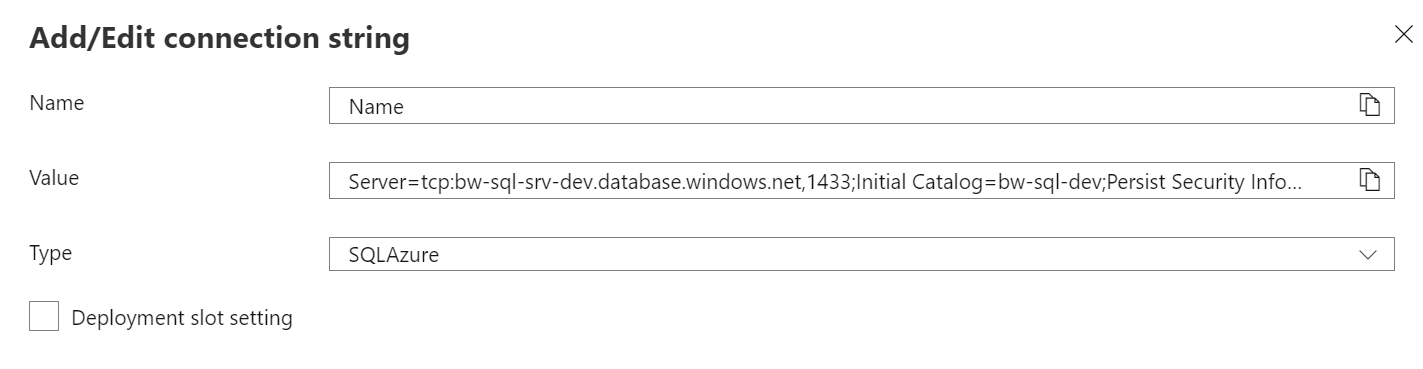 Add/Edit connection string
Name
Name
Value
Server=tcp:bw-sql-srv-dev.database.windows.net,1433;Initial Catalog=bw-sql-dev;Persist Security Info...
Type
SQLAzure
Deployment slot setting